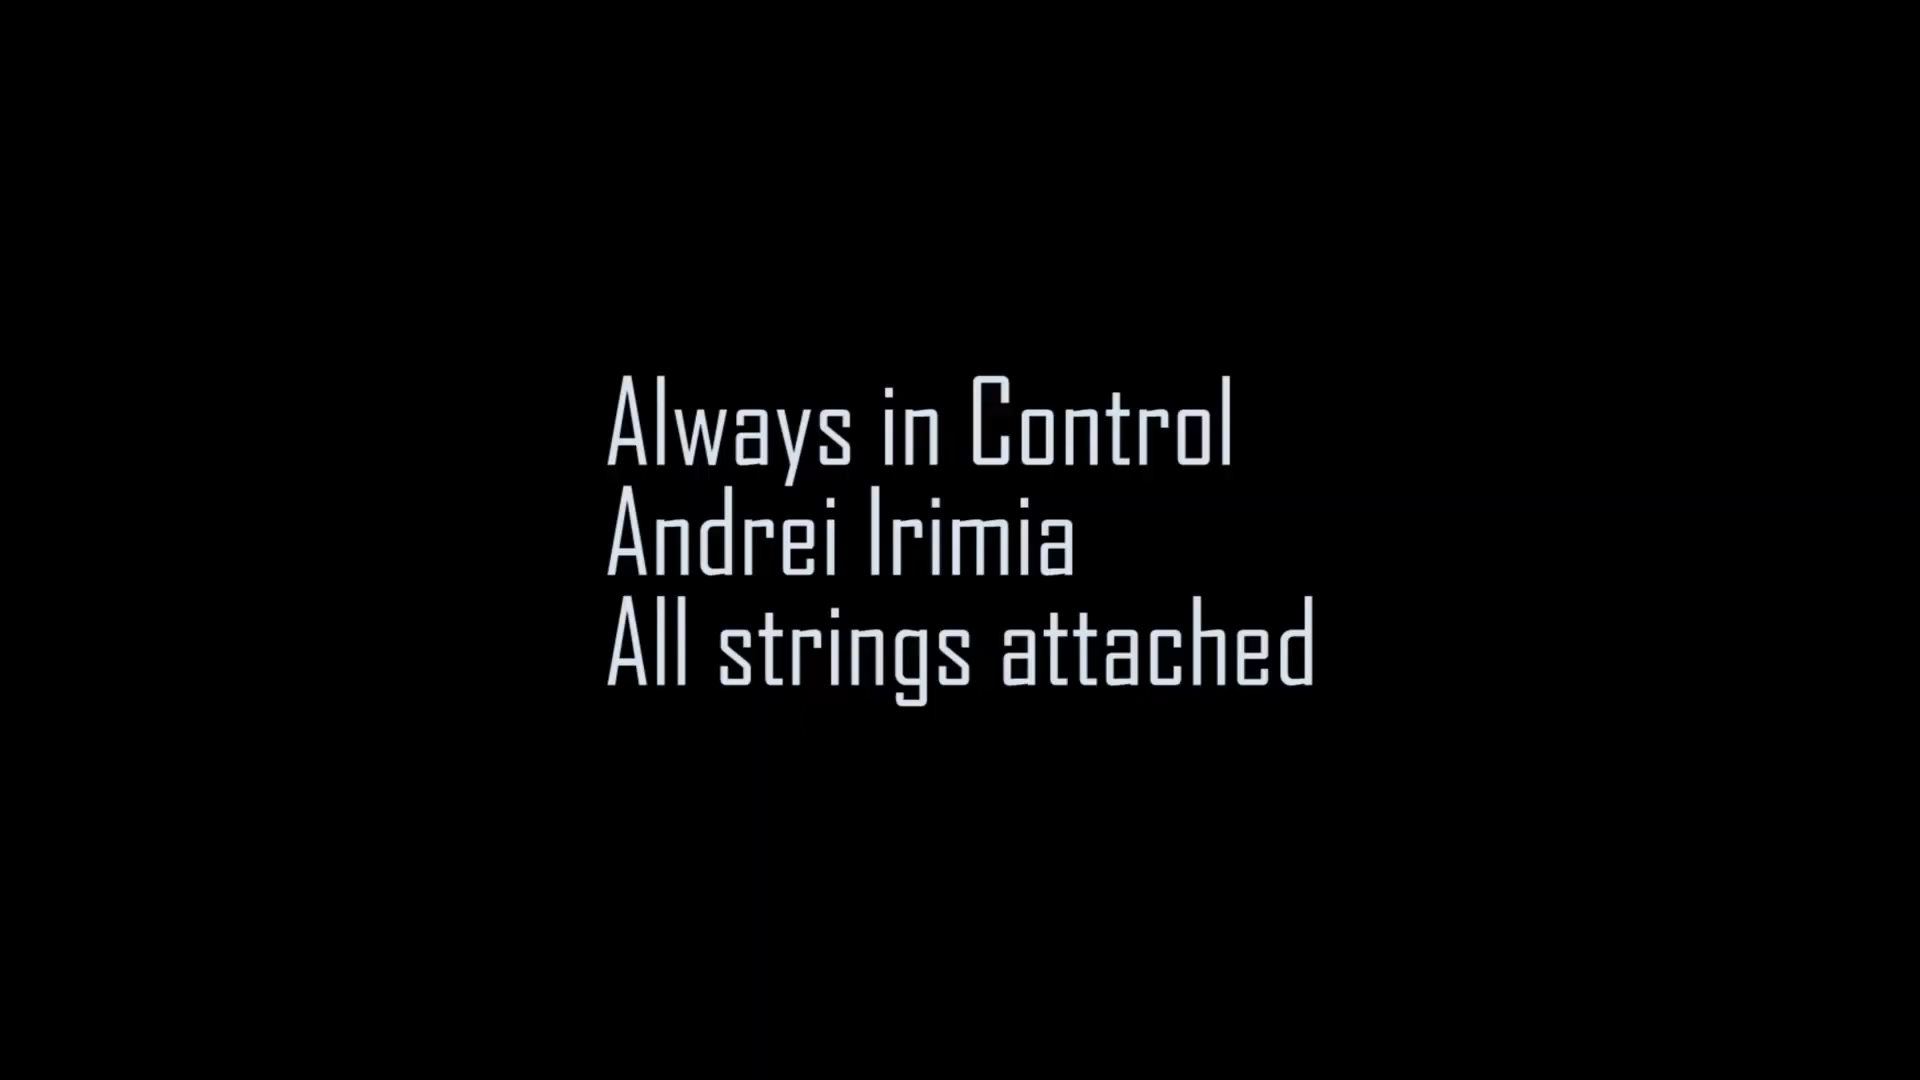 Always in Control
Andrei Irimia
All strings attached